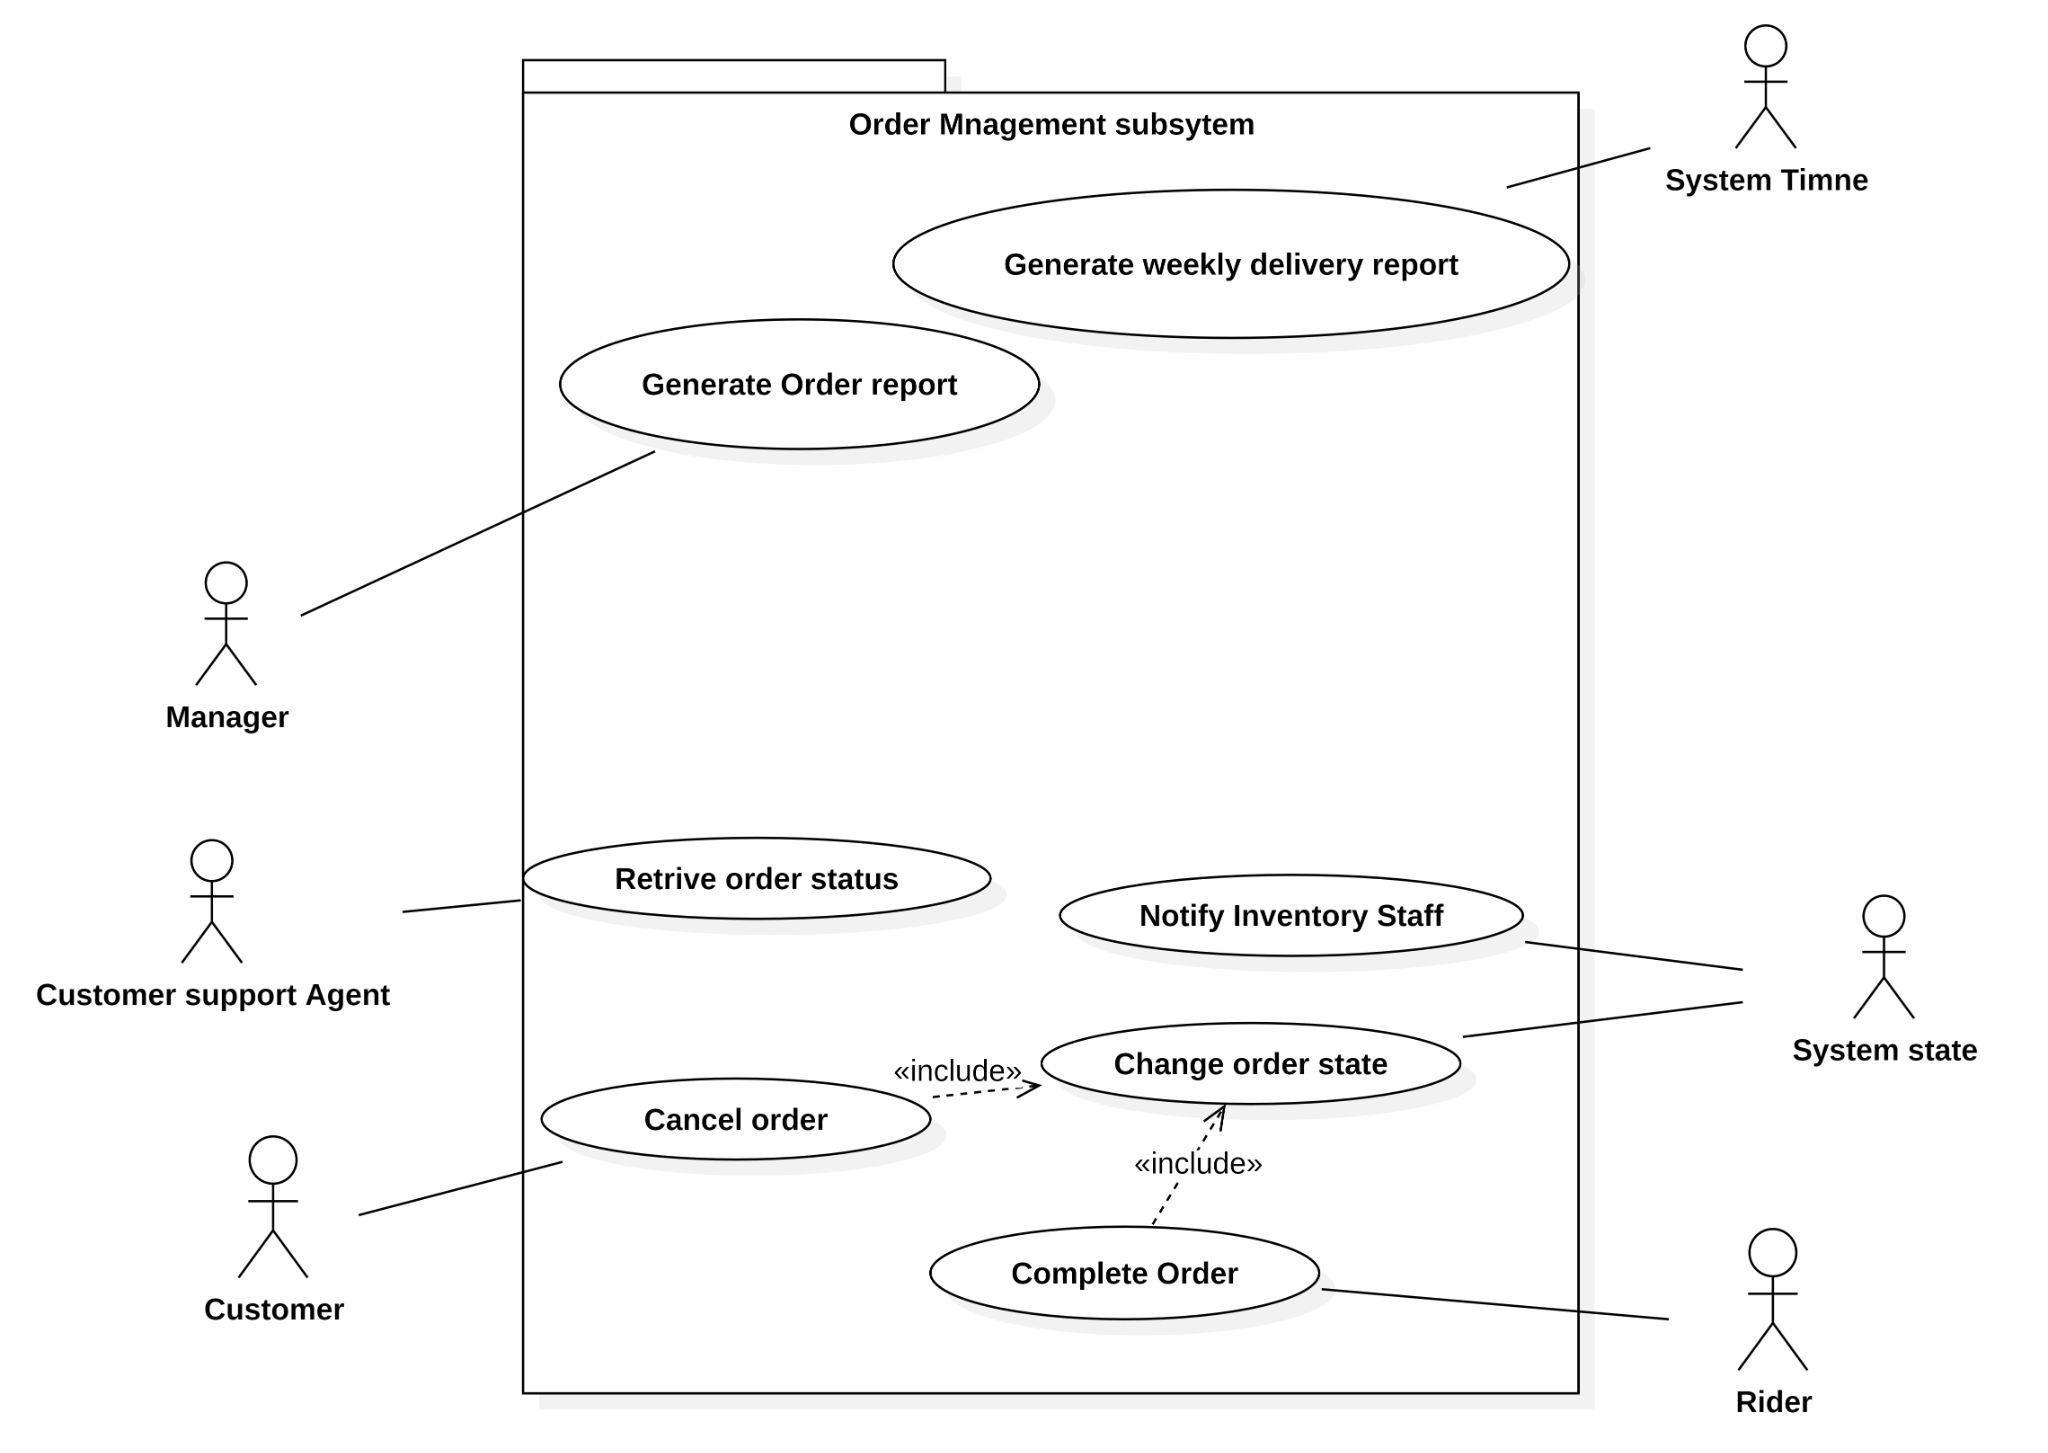 Order Mnagement subsytem
System Timne
Generate weekly delivery report
Generate Order report
Manager
Retrive order status
Notify Inventory Staff
Customer support Agent
System state
Change order state
«include»
Cancel order
«include»
Complete Order
Customer
Rider